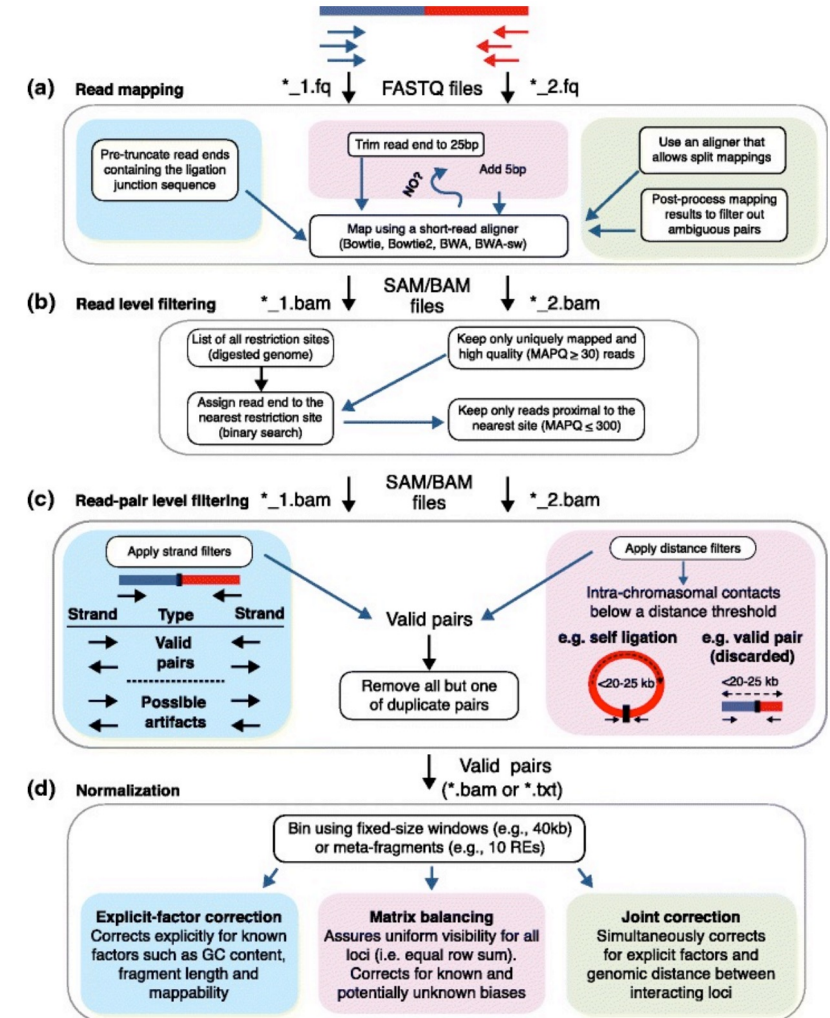 *_1.fq
FASTQ files
*_2.fq
(a) Read mapping
Pre-truncate read ends
containing the ligation
junction sequence
Trim read end to 25bp
NO?
Add 5bp
Map using a short-read aligner
(Bowtie, Bowtie2, BWA, BWA-sw)
Use an aligner that
allows split mappings
Post-process mapping
results to filter out
ambiguous pairs
*_1.bam
SAM/BAM
files
*_2.bam
(b) Read level filtering
List of all restriction sites
(digested genome)
Keep only uniquely mapped and
high quality (MAPQ ≥ 30) reads
Assign read end to the
nearest restriction site
(binary search)
Keep only reads proximal to the
nearest site (MAPQ ≤ 300)
*_1.bam
SAM/BAM
files
*_2.bam
(c) Read-pair level filtering
Apply strand filters
Strand Type Strand
Valid
pairs
Possible
artifacts
Valid pairs
Remove all but one
of duplicate pairs
Apply distance filters
Intra-chromasomal contacts
below a distance threshold
e.g. self ligation
<20-25 kb
e.g. valid pair
(discarded)
<20-25 kb
Valid pairs
(*.bam or *.txt)
(d) Normalization
Bin using fixed-size windows (e.g., 40kb)
or meta-fragments (e.g., 10 REs)
Explicit-factor correction
Corrects explicitly for known
factors such as GC content,
fragment length and
mappability
Matrix balancing
Assures uniform visibility for all
loci (i.e. equal row sum).
Corrects for known and
potentially unknown biases
Joint correction
Simultaneously corrects
for explicit factors and
genomic distance between
interacting loci